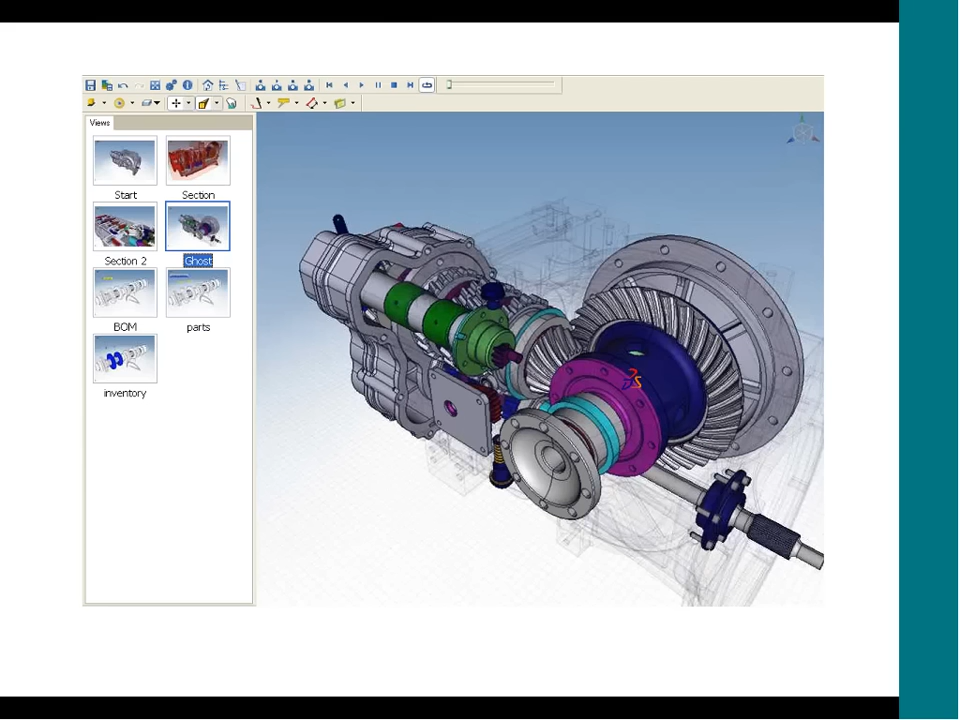 Views
Start
Section
Section 2
Ghost
BOM
parts
inventory